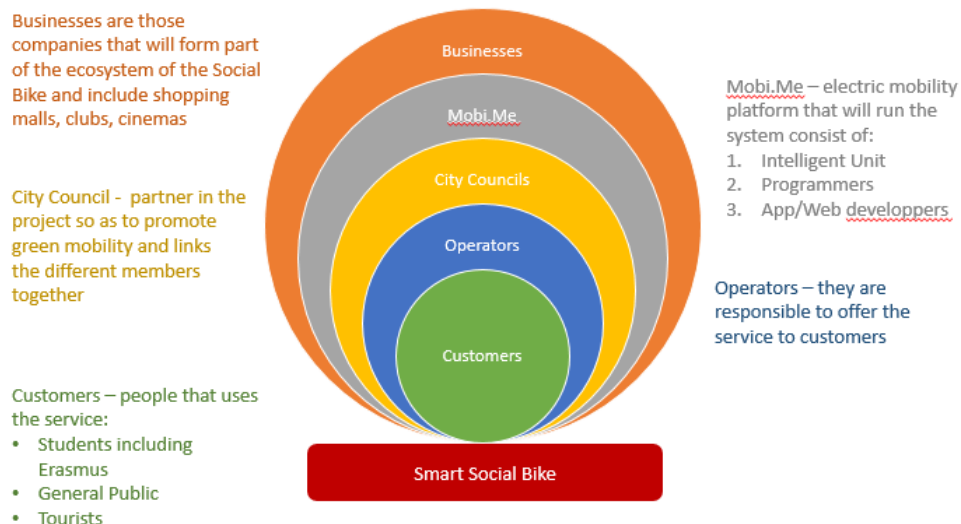 Businesses are those
companies that will form part
of the ecosystem of the Social
Bike and include shopping
malls, clubs, cinemas
City Council - partner in the
project so as to promote
green mobility and links
the different members
together
Customers – people that uses
the service:
• Students including
Erasmus
• General Public
• Tourists
Businesses
Mobi.Me
City Councils
Operators
Customers
Smart Social Bike
Mobi.Me – electric mobility
platform that will run the
system consist of:
1. Intelligent Unit
2. Programmers
3. App/Web developpers
Operators – they are
responsible to offer the
service to customers